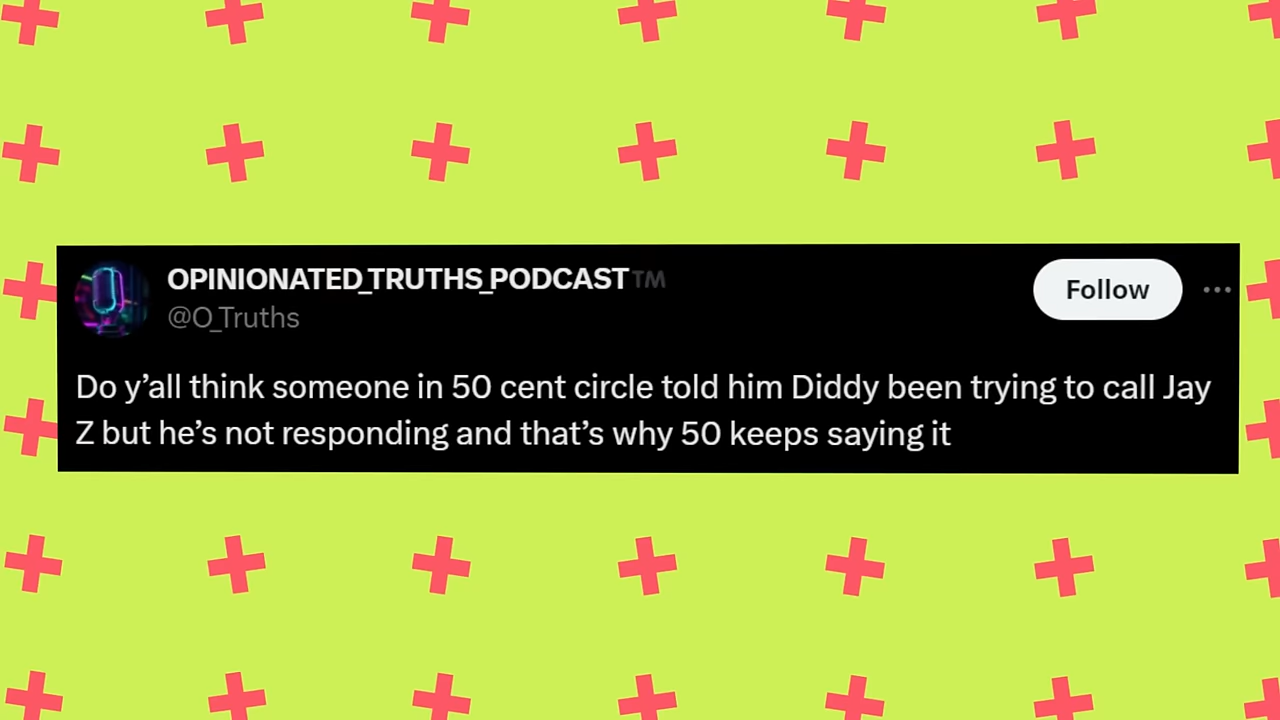 OPINIONATED_TRUTHS_PODCAST™
@O_Truths
Follow
Do y’all think someone in 50 cent circle told him Diddy been trying to call Jay
Z but he’s not responding and that’s why 50 keeps saying it